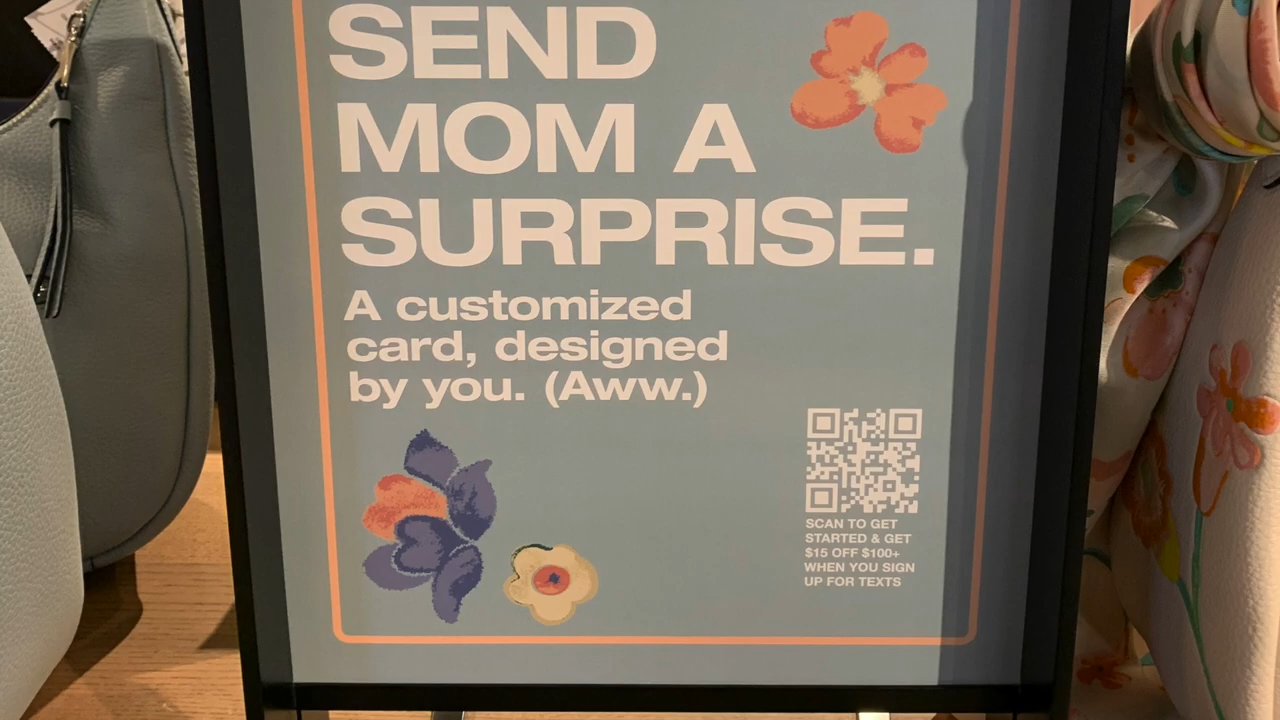 SEND
MOM A
SURPRISE.
A customized
card, designed
by you. (Aww.)
SCAN TO GET
STARTED & GET
$15 OFF $100+
WHEN YOU SIGN
UP FOR TEXTS